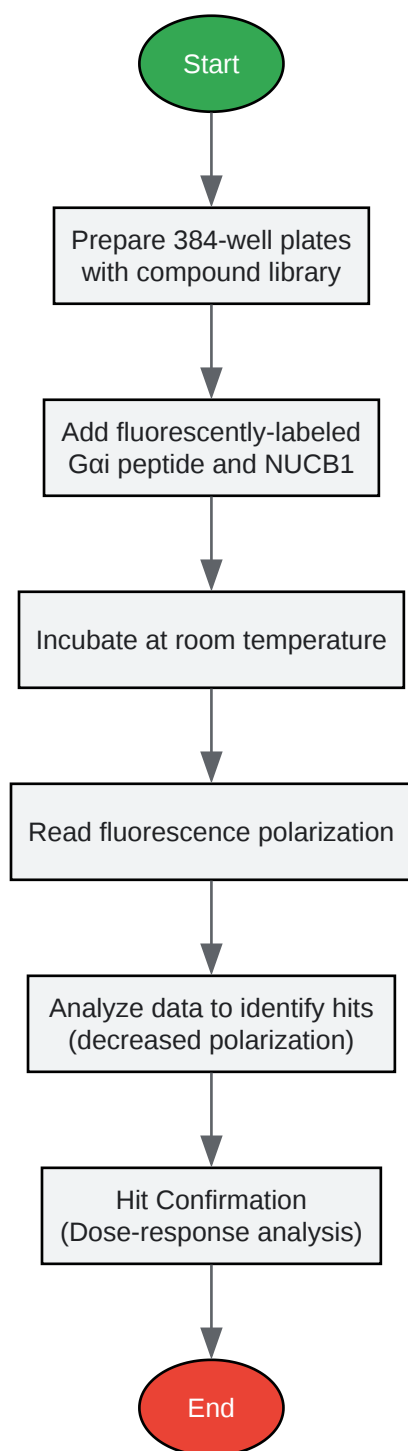 Start
Prepare 384-well plates
with compound library
Add fluorescently-labeled
Gαi peptide and NUCB1
Incubate at room temperature
Read fluorescence polarization
Analyze data to identify hits
(decreased polarization)
Hit Confirmation
(Dose-response analysis)
End